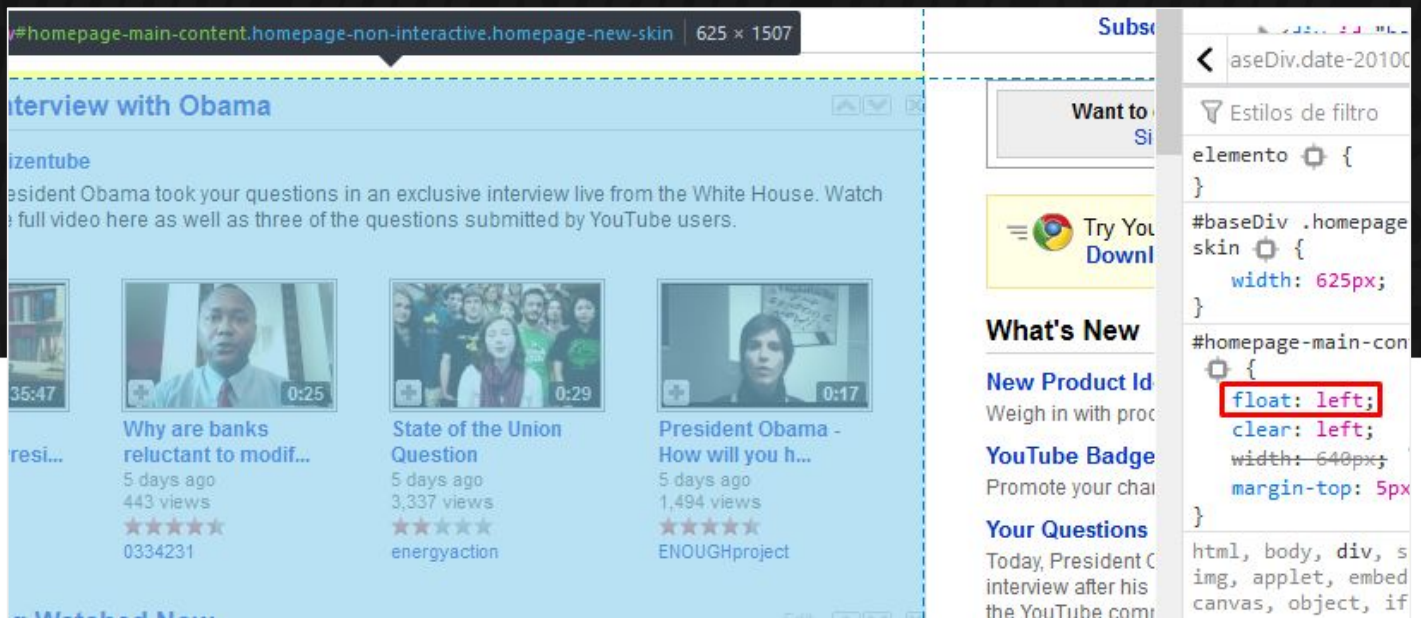 #homepage-main-content.homepage-non-interactive.homepage-new-skin 625 × 1507
nterview with Obama
izentube
esident Obama took your questions in an exclusive interview live from the White House. Watch
full video here as well as three of the questions submitted by YouTube users.
35:47
resi...
0:25
Why are banks
reluctant to modif...
5 days ago
443 views
0334231
0:29
State of the Union
Question
5 days ago
3,337 views
energyaction
0:17
President Obama -
How will you h...
5 days ago
1,494 views
ENOUGHproject
Watched Now
Subsc
Want to
Si
Try You
Downl
What's New
New Product Id
Weigh in with proc
YouTube Badge
Promote your chan
Your Questions
Today, President O
interview after his
the YouTube comm
<div id="b
aseDiv.date-20100
Estilos de filtro
elemento {
}
#baseDiv .homepage
skin {
width: 625px;
}
#homepage-main-con
{
float: left;
clear: left;
width: 640px;
margin-top: 5px
}
html, body, div, s
img, applet, embed
canvas, object, if